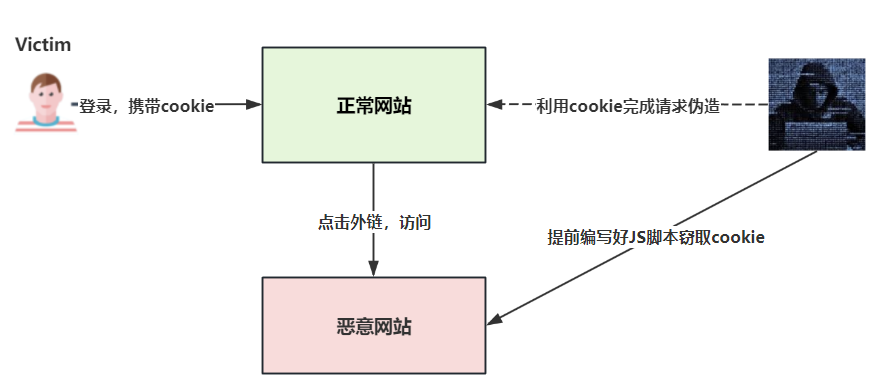 Victim
登录，携带cookie
正常网站
利用cookie完成请求伪造
点击外链，访问
提前编写好JS脚本窃取cookie
恶意网站